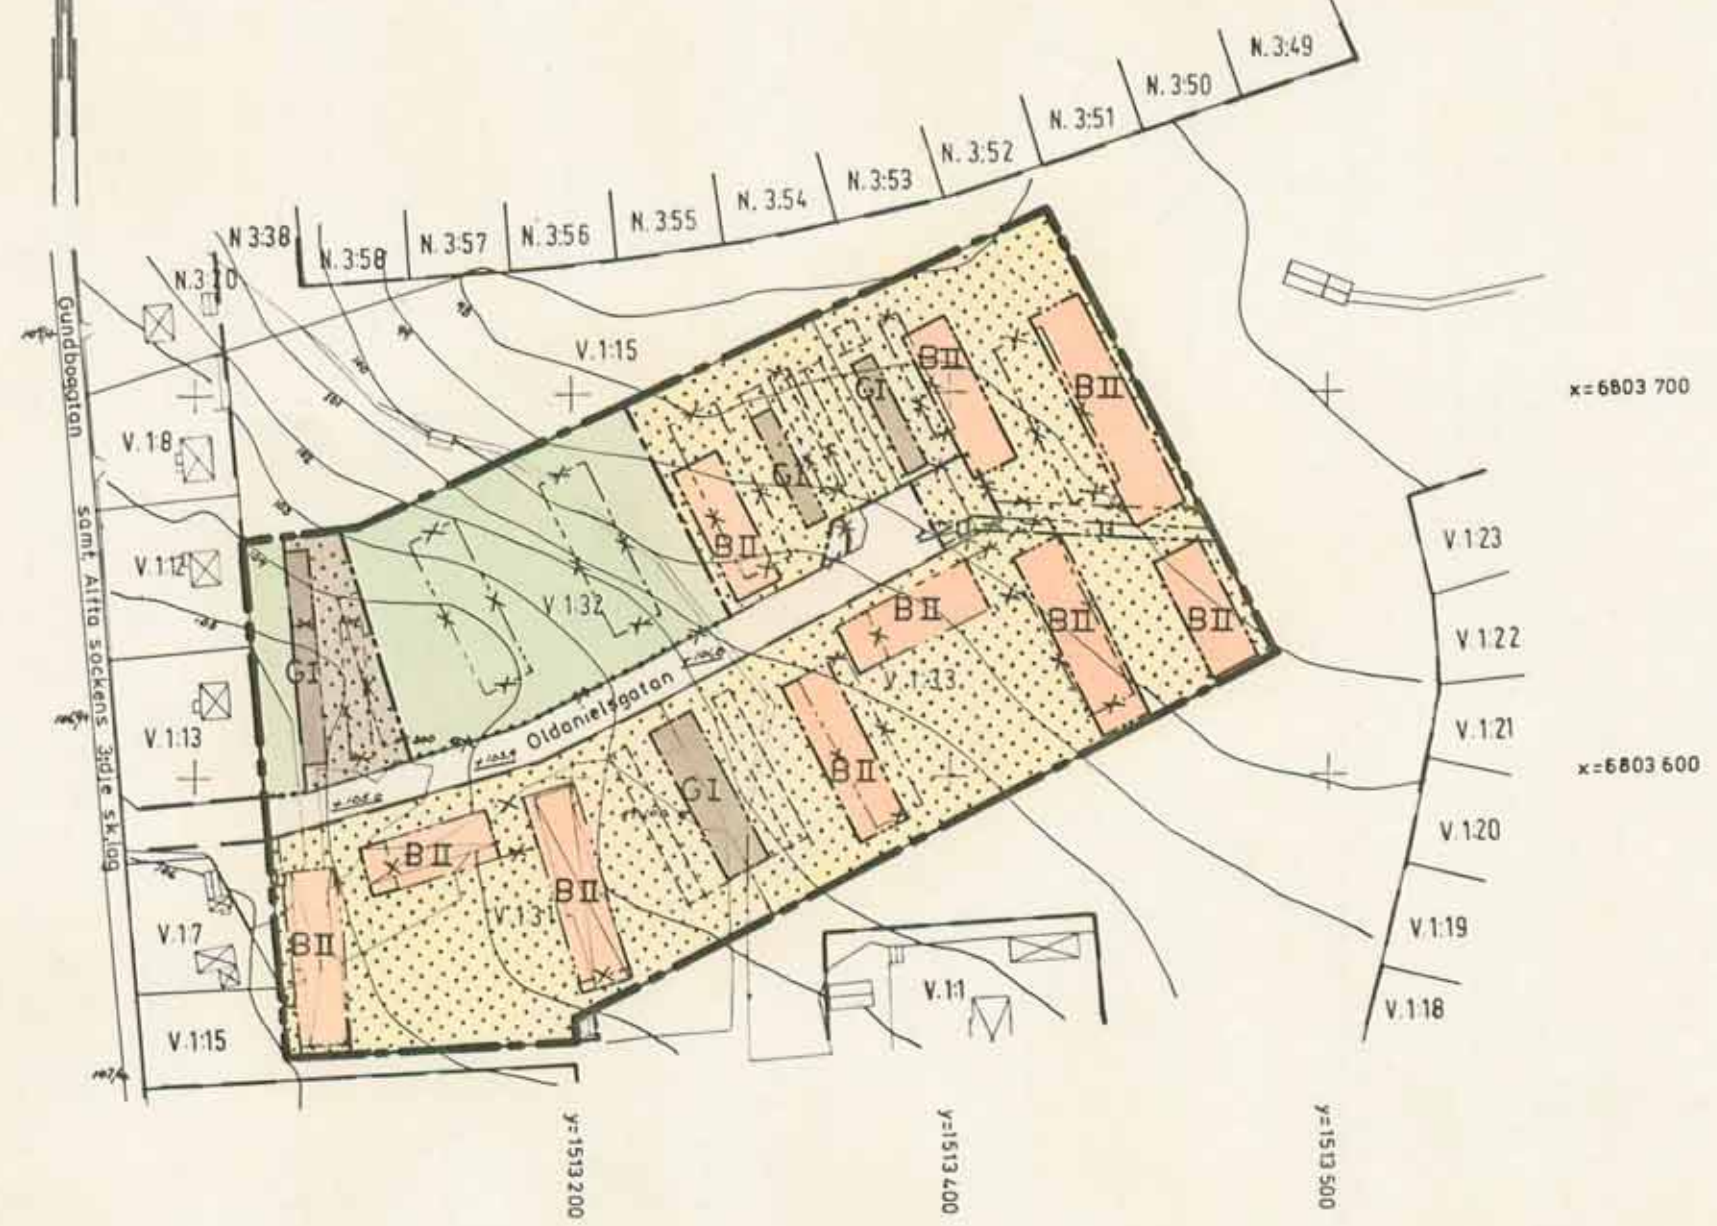 N. 3:49
N. 3:50
N. 3:51
N. 3:52
N. 3:53
N. 3:54
N. 3:55
N. 3:56
N. 3:57
N. 3:58
N 3:38
V.1:15
x=6803 700
V. 1:8
V. 1:12
V. 1:13
V. 1:7
V. 1:15
Gundbogatan
samt. Alfta sockens 3:dje sk.lag
V 1:32
Oldanielsgatan
V. 1:33
V. 1:31
BII
BII
BII
BII
BII
BII
BII
BII
BII
BII
GI
GI
GI
GI
V 1:23
V 1:22
V. 1:21
x=6803 600
V. 1:20
V. 1:19
V. 1:18
V. 1:1
y=1513 200
y=1513 400
y=1513 500